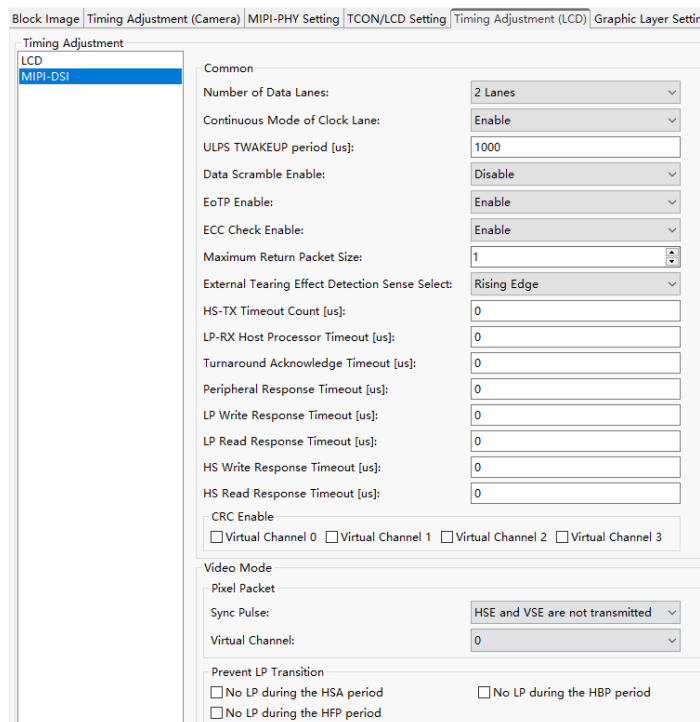 Block Image Timing Adjustment (Camera) MIPI-PHY Setting TCON/LCD Setting Timing Adjustment (LCD) Graphic Layer
Timing Adjustment
LCD
MIPI-DSI
Common
Number of Data Lanes: 2 Lanes
Continuous Mode of Clock Lane: Enable
ULPS TWAKEUP period [us]: 1000
Data Scramble Enable: Disable
EoTP Enable: Enable
ECC Check Enable: Enable
Maximum Return Packet Size: 1
External Tearing Effect Detection Sense Select: Rising Edge
HS-TX Timeout Count [us]: 0
LP-RX Host Processor Timeout [us]: 0
Turnaround Acknowledge Timeout [us]: 0
Peripheral Response Timeout [us]: 0
LP Write Response Timeout [us]: 0
LP Read Response Timeout [us]: 0
HS Write Response Timeout [us]: 0
HS Read Response Timeout [us]: 0
CRC Enable
Virtual Channel 0 Virtual Channel 1 Virtual Channel 2 Virtual Channel 3
Video Mode
Pixel Packet
Sync Pulse: HSE and VSE are not transmitted
Virtual Channel: 0
Prevent LP Transition
No LP during the HSA period No LP during the HBP period
No LP during the HFP period